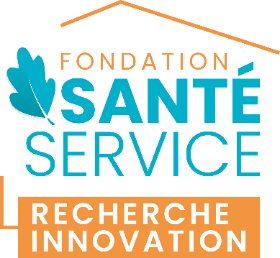 FONDATION
SANTÉ
SERVICE
RECHERCHE
INNOVATION